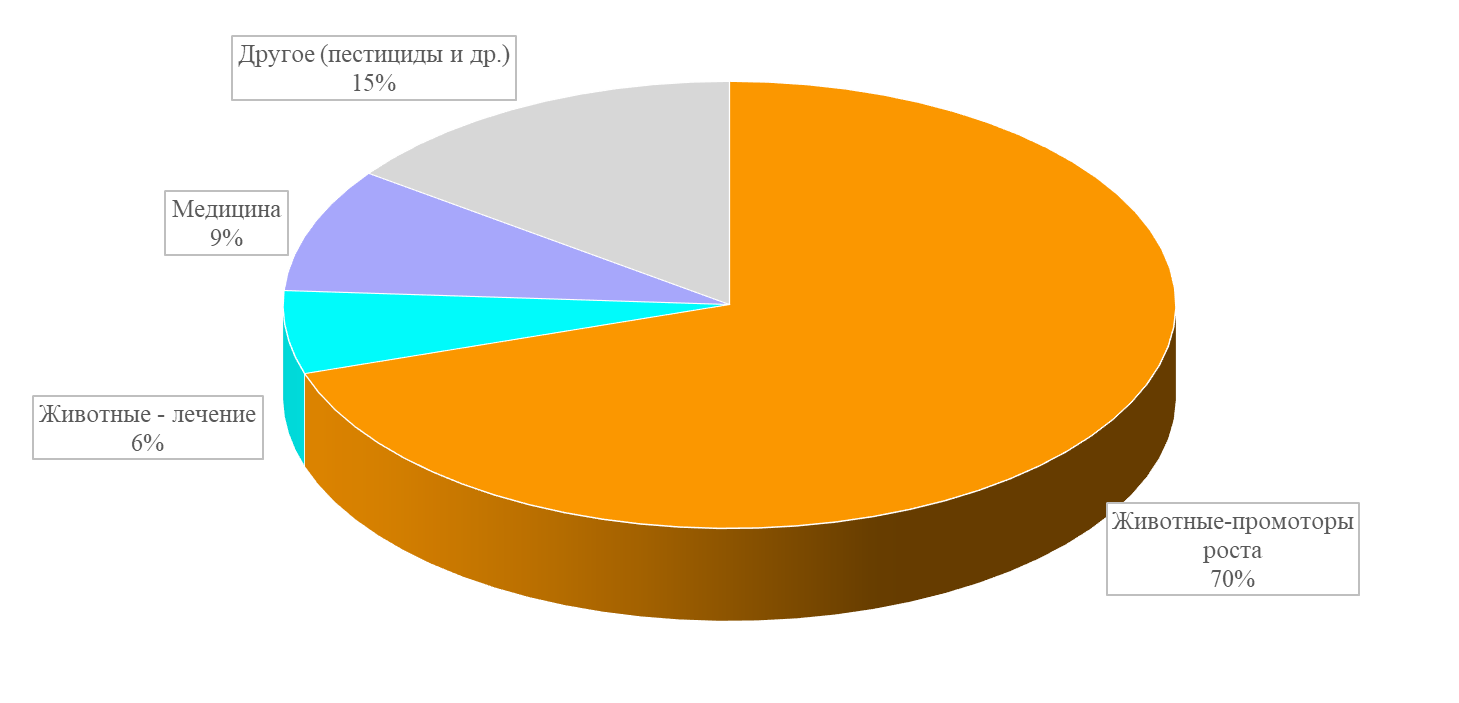 Другое (пестициды и др.)
15%
Медицина
9%
Животные - лечение
6%
Животные-промоторы
роста
70%